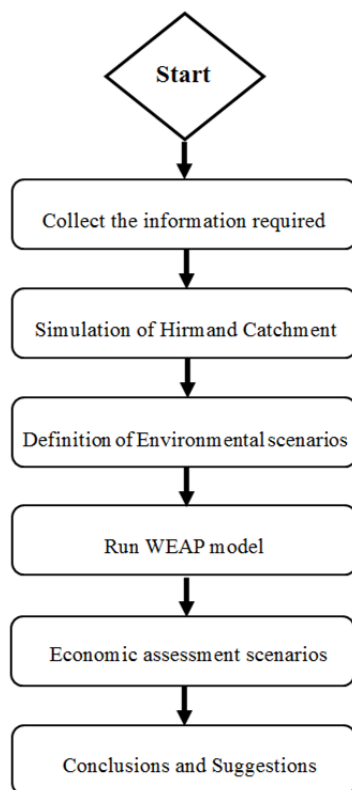 Start
Collect the information required
Simulation of Hirmand Catchment
Definition of Environmental scenarios
Run WEAP model
Economic assessment scenarios
Conclusions and Suggestions